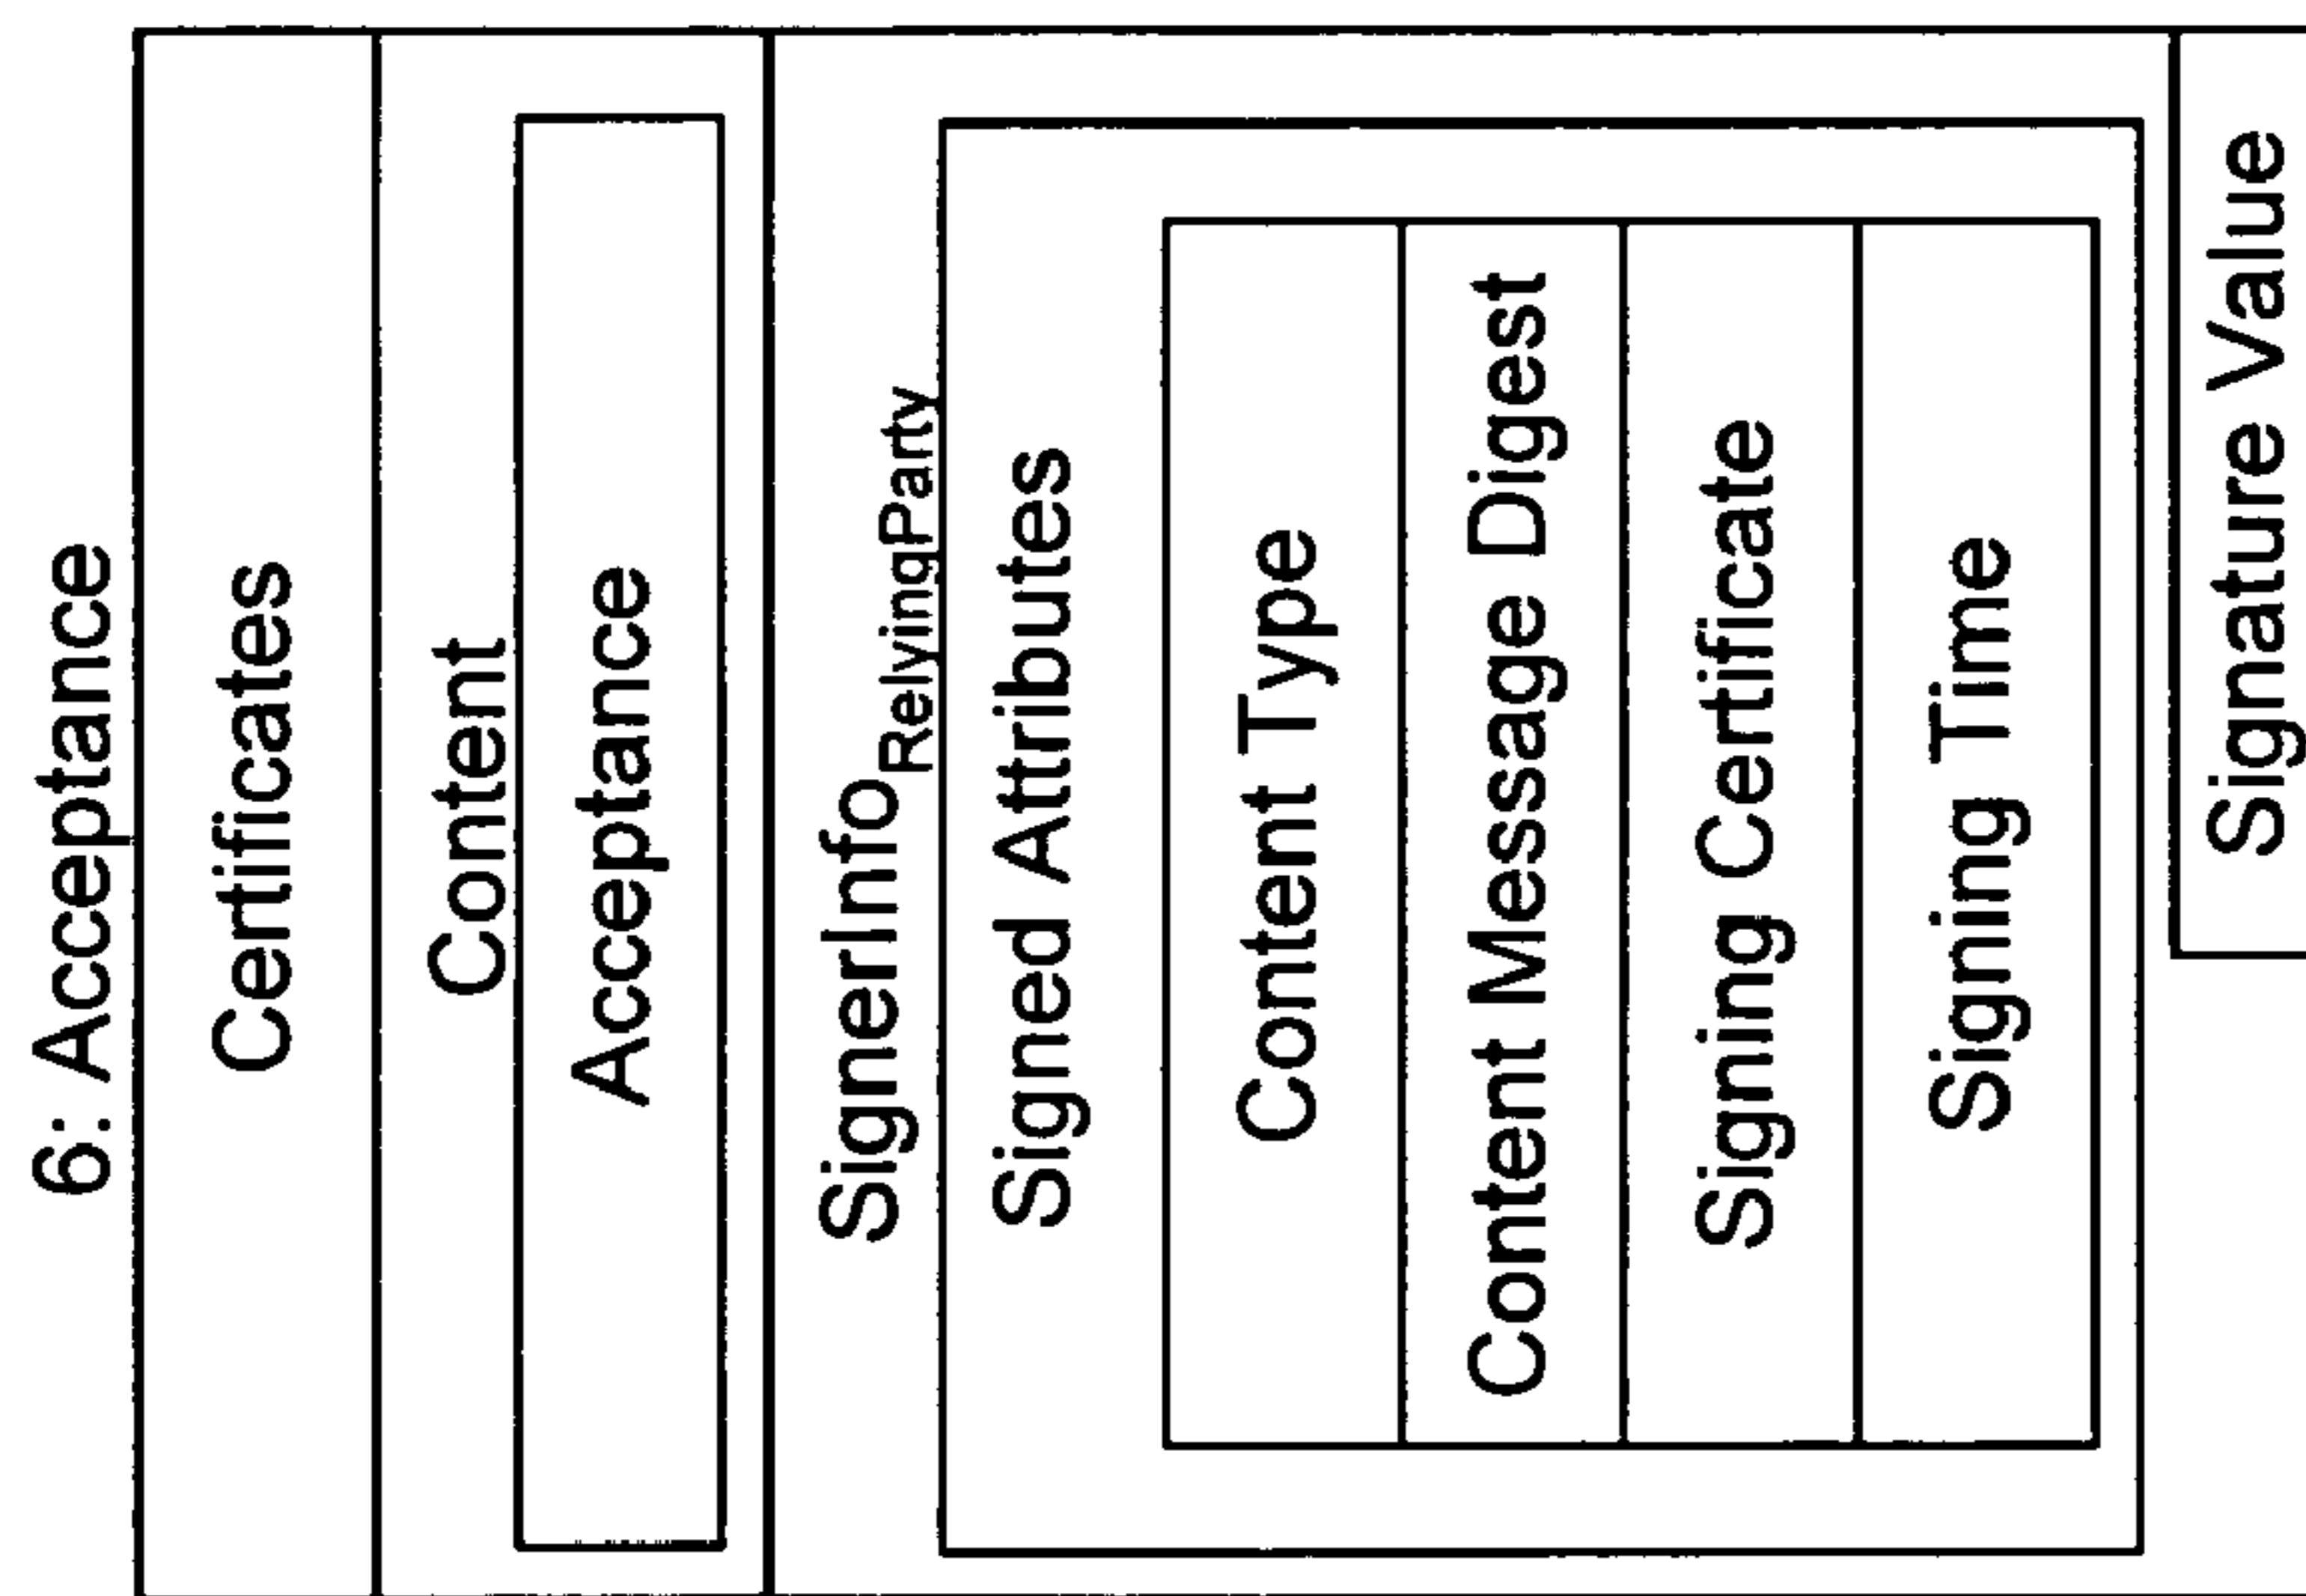 6: Acceptance
Certificates
Content
Acceptance
SignerInfoRelyingParty
Signed Attributes
Content Type
Content Message Digest
Signing Certificate
Signing Time
Signature Value